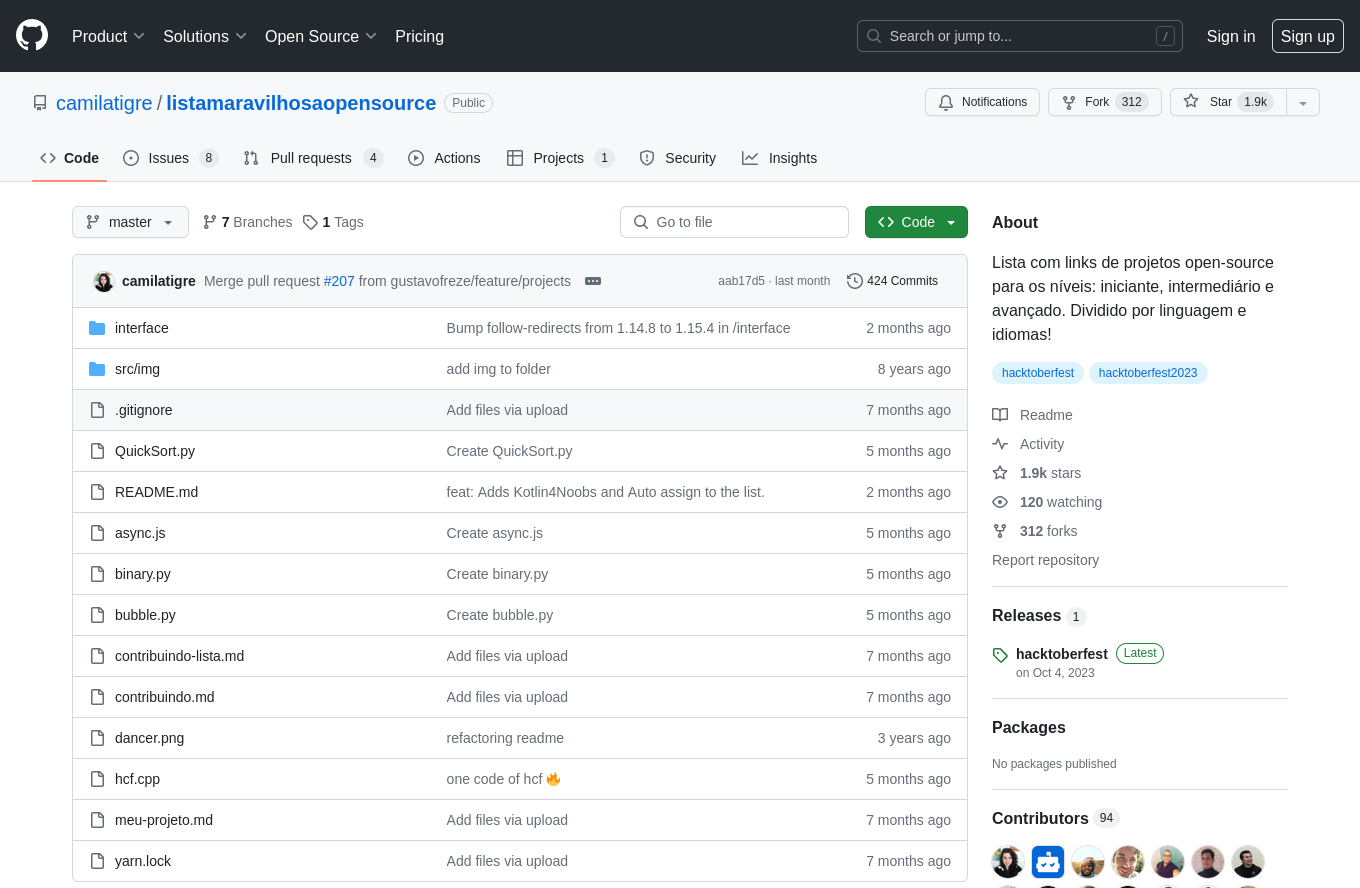 Product Solutions Open Source Pricing Search or jump to... / Sign in Sign up
camilatigre / listamaravilhosaopensource Public Notifications Fork 312 Star 1.9k
Code Issues 8 Pull requests 4 Actions Projects 1 Security Insights
master 7 Branches 1 Tags Go to file Code
camilatigre Merge pull request #207 from gustavofreze/feature/projects aab17d5 · last month 424 Commits
interface Bump follow-redirects from 1.14.8 to 1.15.4 in /interface 2 months ago
src/img add img to folder 8 years ago
.gitignore Add files via upload 7 months ago
QuickSort.py Create QuickSort.py 5 months ago
README.md feat: Adds Kotlin4Noobs and Auto assign to the list. 2 months ago
async.js Create async.js 5 months ago
binary.py Create binary.py 5 months ago
bubble.py Create bubble.py 5 months ago
contribuindo-lista.md Add files via upload 7 months ago
contribuindo.md Add files via upload 7 months ago
dancer.png refactoring readme 3 years ago
hcf.cpp one code of hcf 🔥 5 months ago
meu-projeto.md Add files via upload 7 months ago
yarn.lock Add files via upload 7 months ago
About
Lista com links de projetos open-source
para os níveis: iniciante, intermediário e
avançado. Dividido por linguagem e
idiomas!
hacktoberfest hacktoberfest2023
Readme
Activity
1.9k stars
120 watching
312 forks
Report repository
Releases 1
hacktoberfest Latest
on Oct 4, 2023
Packages
No packages published
Contributors 94